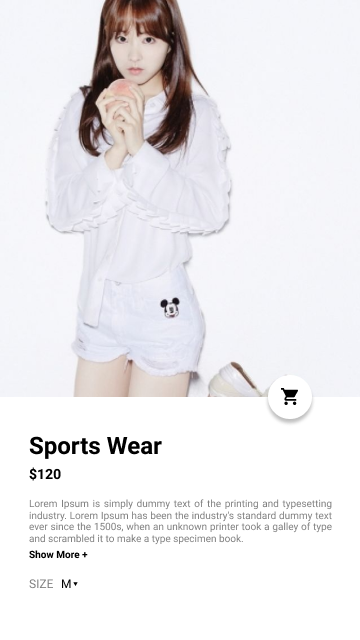 Sports Wear
$120
Lorem Ipsum is simply dummy text of the printing and typesetting
industry. Lorem Ipsum has been the industry's standard dummy text
ever since the 1500s, when an unknown printer took a galley of type
and scrambled it to make a type specimen book.
Show More +
SIZE M